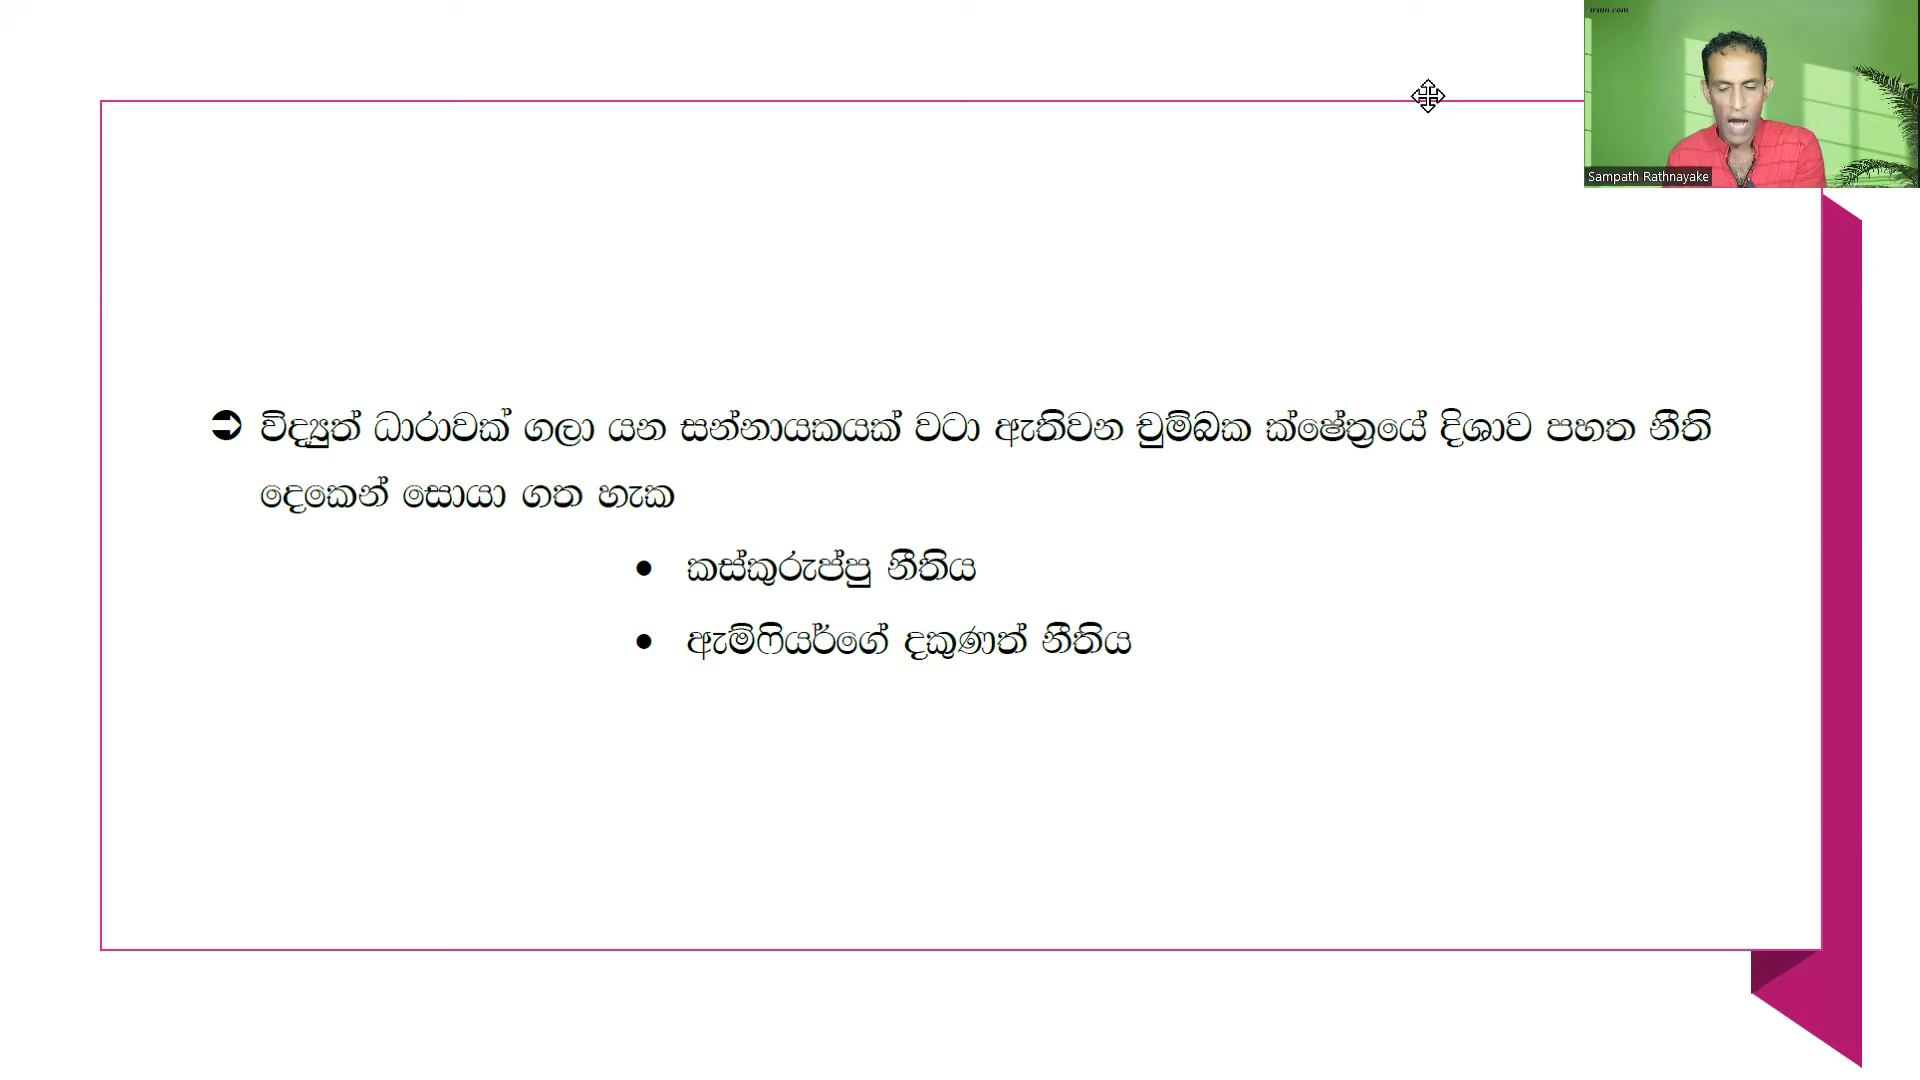 විද්‍යුත් ධාරාවක් ගලා යන සන්නායකයක් වටා ඇතිවන චුම්බක ක්ෂේත්‍රයේ දිශාව පහත නීති
දෙකෙන් සොයා ගත හැක
• කස්කුරුප්පු නීතිය
• ඇම්ෆියර්ගේ දකුණත් නීතිය
Sampath Rathnayake